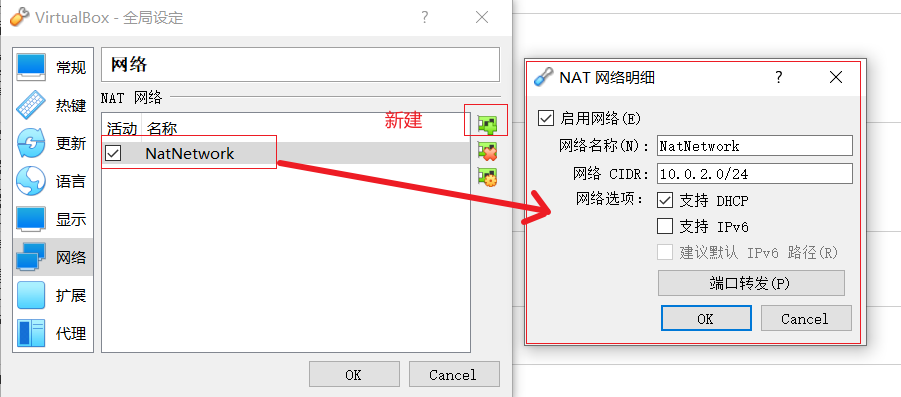 VirtualBox - 全局设定
常规
热键
更新
语言
显示
网络
扩展
代理
网络
NAT 网络
活动 名称
NatNetwork
新建
OK
Cancel
NAT 网络明细
启用网络(E)
网络名称(N): NatNetwork
网络 CIDR: 10.0.2.0/24
网络选项: 支持 DHCP
支持 IPv6
建议默认 IPv6 路径(R)
端口转发(P)
OK
Cancel